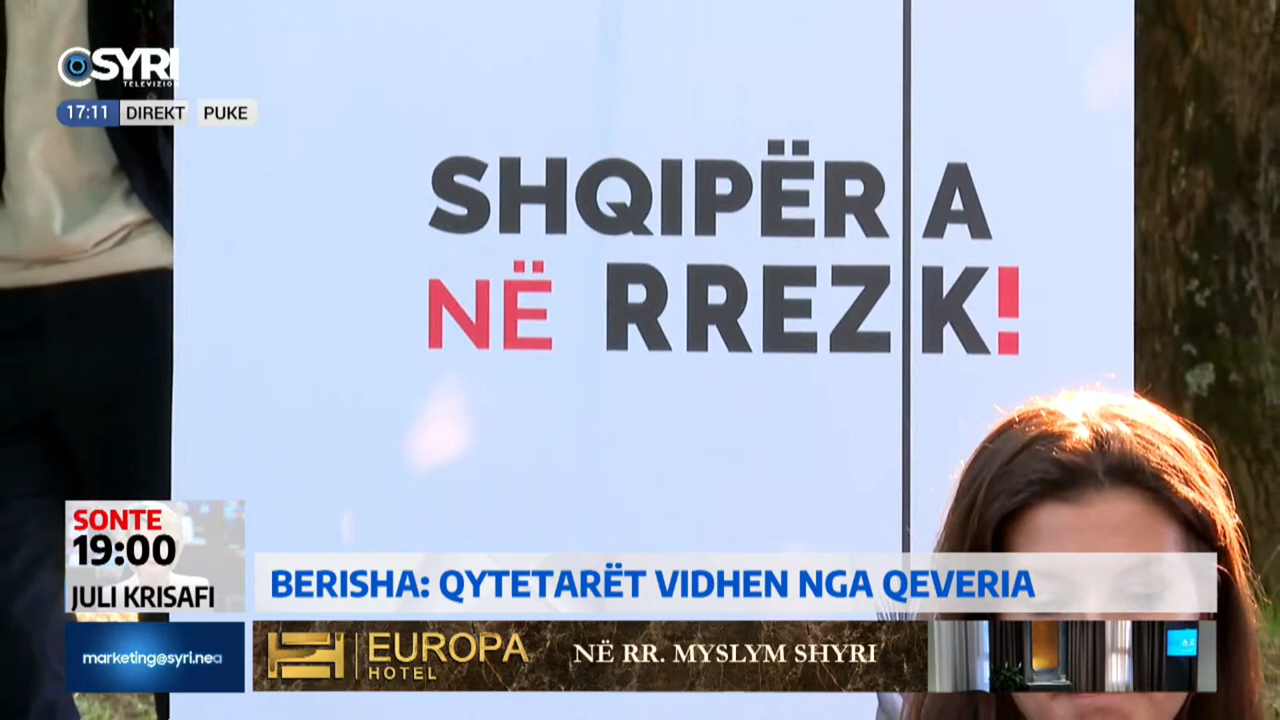 SYRI
TELEVIZION
17:11 DIREKT PUKE
SHQIPËRIA
NË RREZIK!
SONTE
19:00
JULI KRISAFI
BERISHA: QYTETARËT VIDHEN NGA QEVERIA
marketing@syri.nea
EUROPA
HOTEL
NË RR. MYSLYM SHYRI